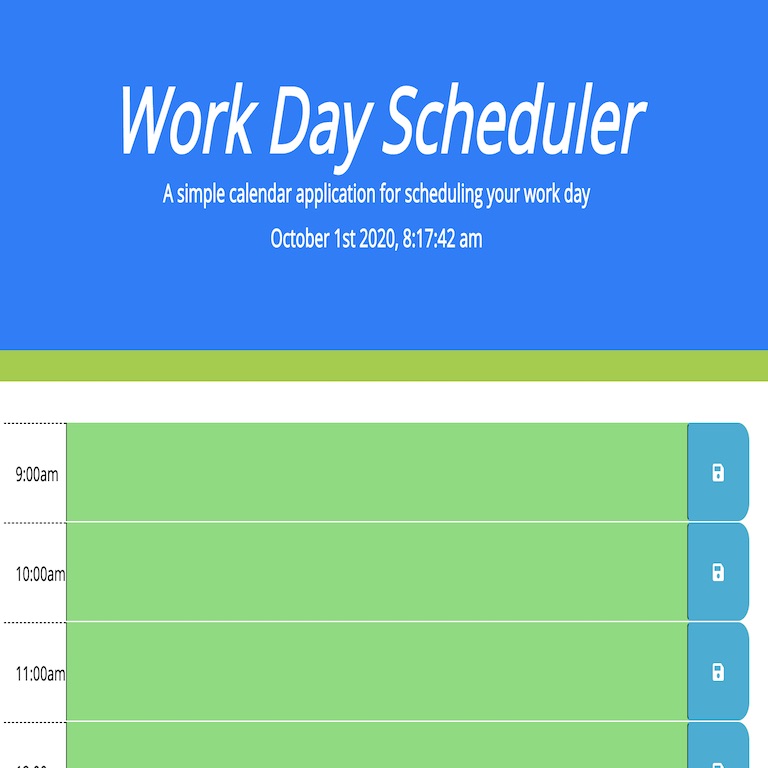 Work Day Scheduler
A simple calendar application for scheduling your work day
October 1st 2020, 8:17:42 am
9:00am
10:00am
11:00am